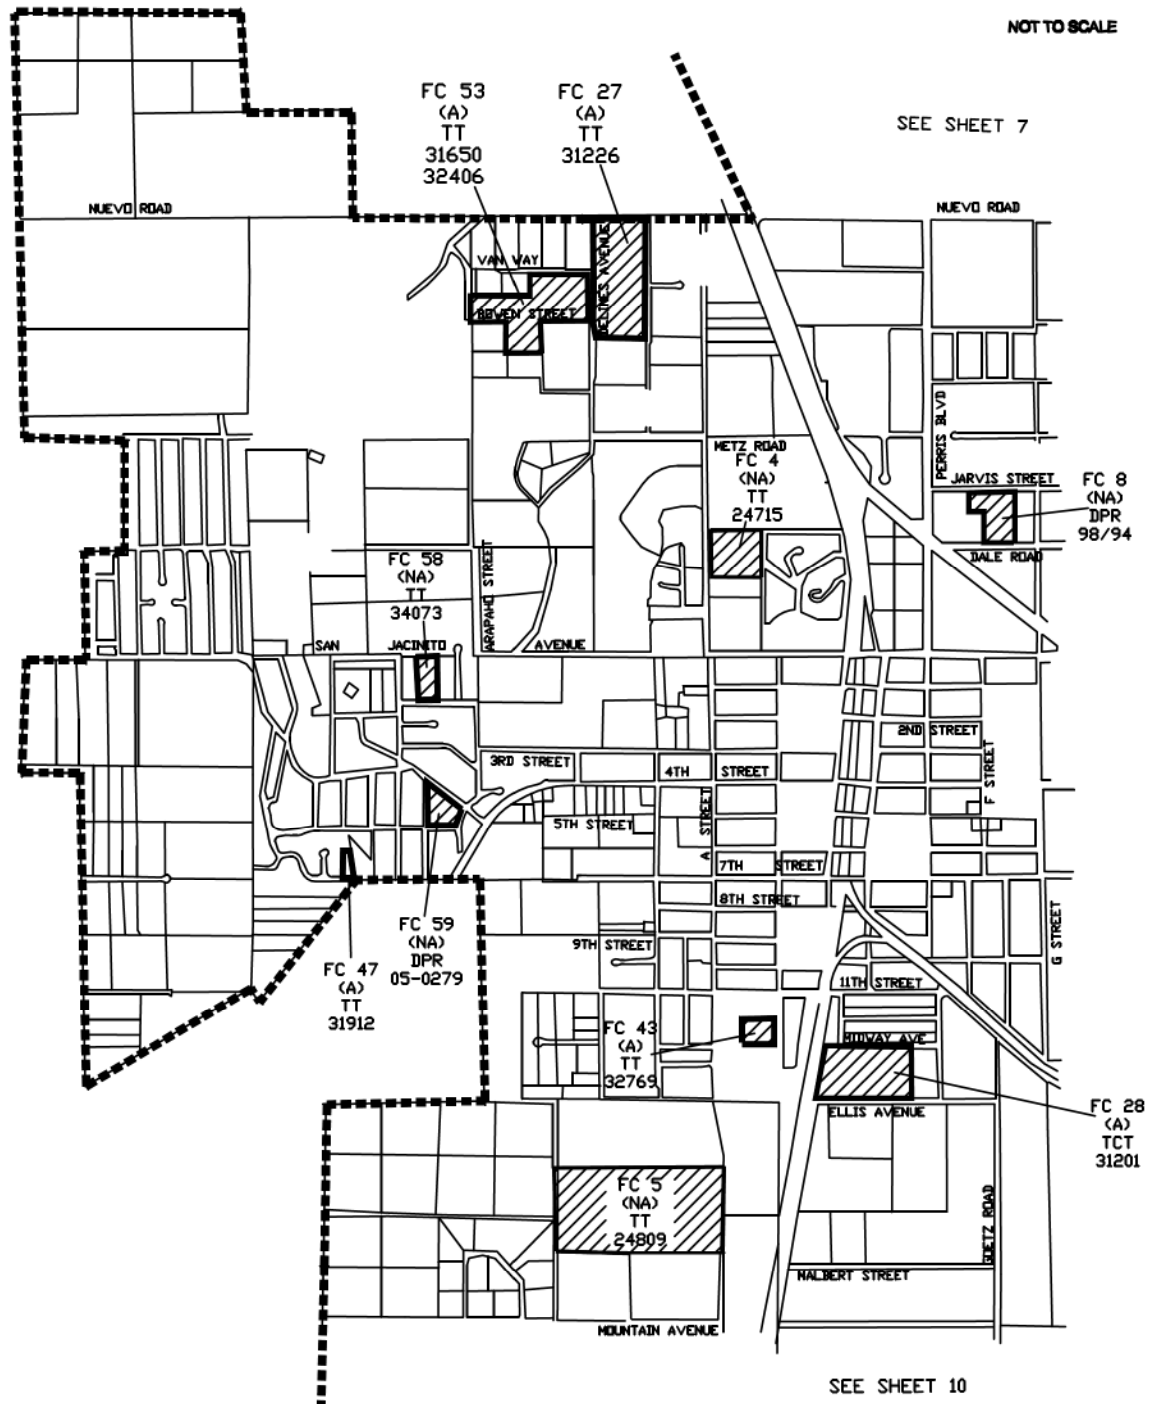 NOT TO SCALE
FC 53
(A)
TT
31650
32406
FC 27
(A)
TT
31226
SEE SHEET 7
NUEVO ROAD
NUEVO ROAD
VAN WAY
DELINES AVENUE
BOWEN STREET
PERRIS BLVD
METZ ROAD
FC 4
(NA)
TT
24715
JARVIS STREET
FC 8
(NA)
DPR
98/94
DALE ROAD
FC 58
(NA)
TT
34073
ARAPAHO STREET
SAN JACINITO AVENUE
2ND STREET
F STREET
3RD STREET
4TH STREET
A STREET
5TH STREET
7TH STREET
8TH STREET
G STREET
FC 59
(NA)
DPR
05-0279
9TH STREET
FC 47
(A)
TT
31912
11TH STREET
FC 43
(A)
TT
32769
MIDWAY AVE
ELLIS AVENUE
FC 28
(A)
TCT
31201
FC 5
(NA)
TT
24809
GOETZ ROAD
MALBERT STREET
MOUNTAIN AVENUE
SEE SHEET 10